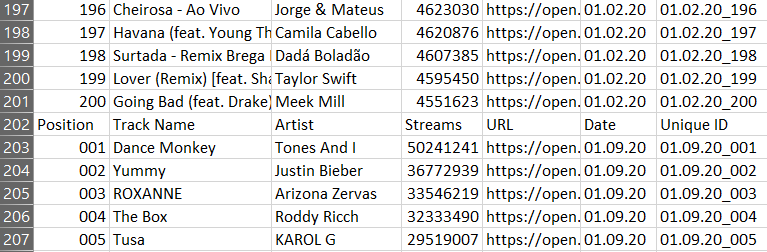 197 196 Cheirosa - Ao Vivo Jorge & Mateus 4623030 https://open. 01.02.20 01.02.20_196
198 197 Havana (feat. Young Th Camila Cabello 4620876 https://open. 01.02.20 01.02.20_197
199 198 Surtada - Remix Brega Dadá Boladão 4607385 https://open. 01.02.20 01.02.20_198
200 199 Lover (Remix) [feat. Sha Taylor Swift 4595450 https://open. 01.02.20 01.02.20_199
201 200 Going Bad (feat. Drake) Meek Mill 4551623 https://open. 01.02.20 01.02.20_200
202 Position Track Name Artist Streams URL Date Unique ID
203 001 Dance Monkey Tones And I 50241241 https://open. 01.09.20 01.09.20_001
204 002 Yummy Justin Bieber 36772939 https://open. 01.09.20 01.09.20_002
205 003 ROXANNE Arizona Zervas 33546219 https://open. 01.09.20 01.09.20_003
206 004 The Box Roddy Ricch 32333490 https://open. 01.09.20 01.09.20_004
207 005 Tusa KAROL G 29519007 https://open. 01.09.20 01.09.20_005